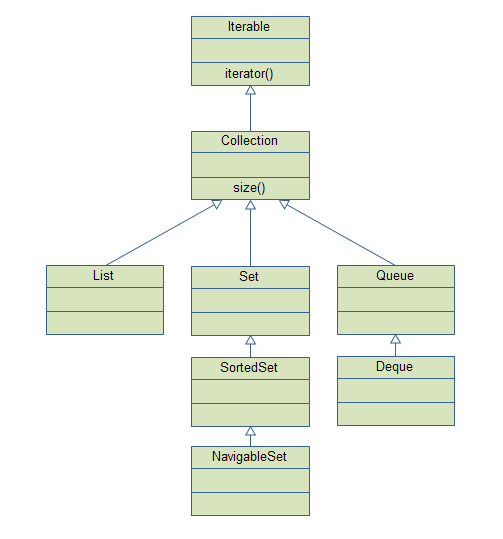 Iterable
iterator()
Collection
size()
List
Set
Queue
SortedSet
Deque
NavigableSet